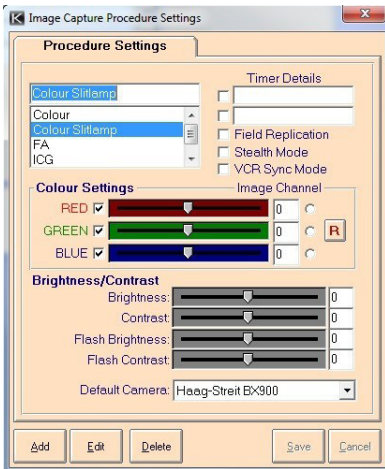 Image Capture Procedure Settings
X
Procedure Settings
Timer Details
Colour Slitlamp
Colour
Colour Slitlamp
FA
ICG
Field Replication
Stealth Mode
VCR Sync Mode
Colour Settings Image Channel
RED 0
GREEN 0 R
BLUE 0
Brightness/Contrast
Brightness: 0
Contrast: 0
Flash Brightness: 0
Flash Contrast: 0
Default Camera: Haag-Streit BX900
Add Edit Delete Save Cancel